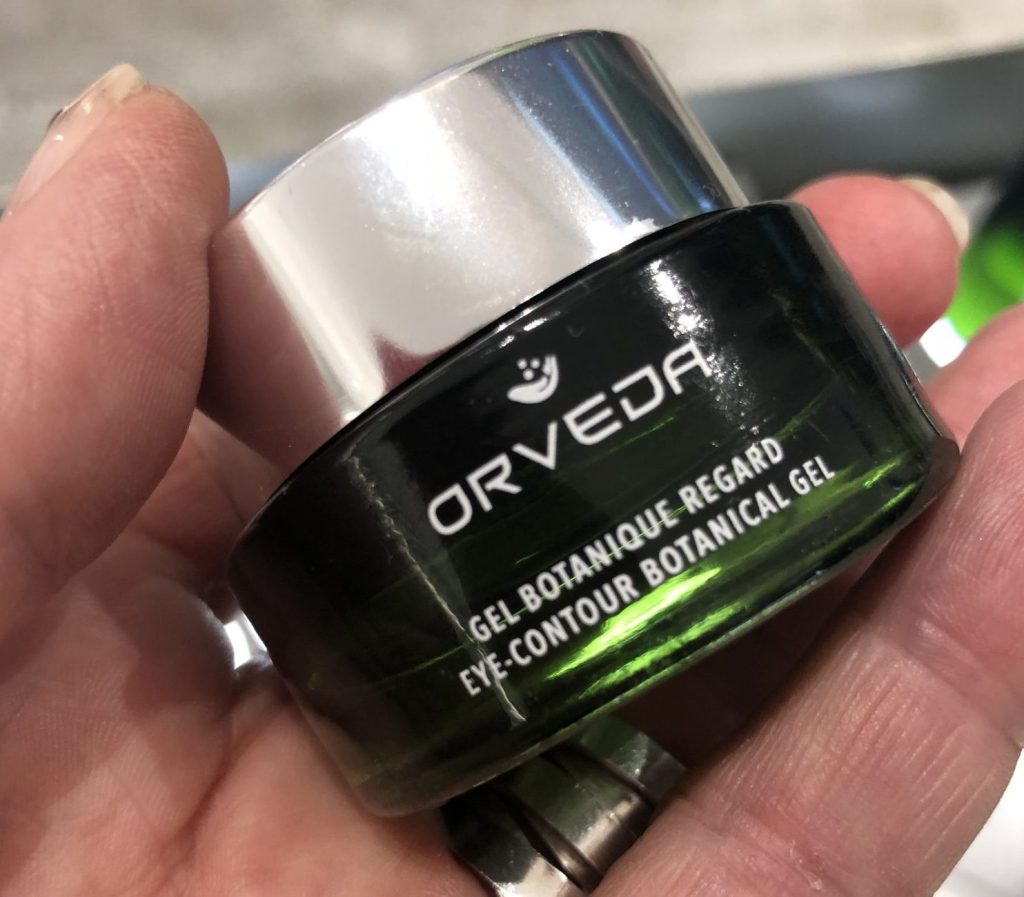 ORVEDA
GEL BOTANIQUE REGARD
EYE-CONTOUR BOTANICAL GEL